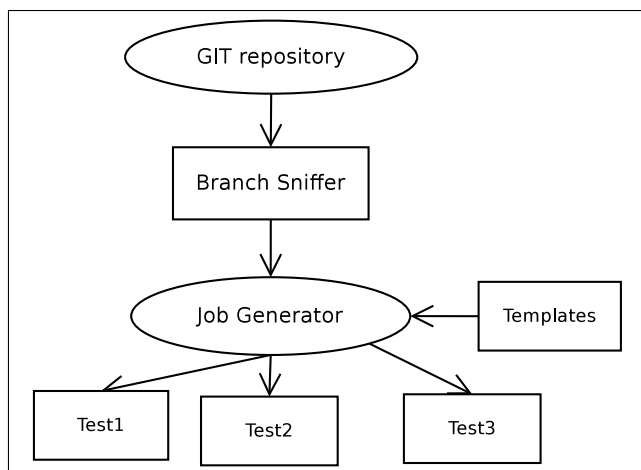 GIT repository
Branch Sniffer
Job Generator
Templates
Test1
Test2
Test3